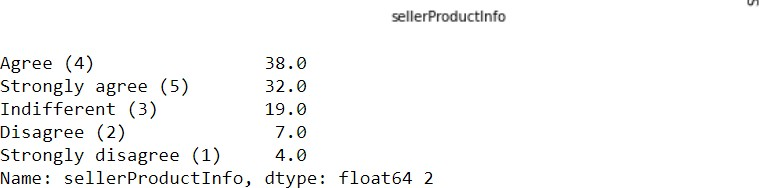 sellerProductInfo
Agree (4) 38.0
Strongly agree (5) 32.0
Indifferent (3) 19.0
Disagree (2) 7.0
Strongly disagree (1) 4.0
Name: sellerProductInfo, dtype: float64 2